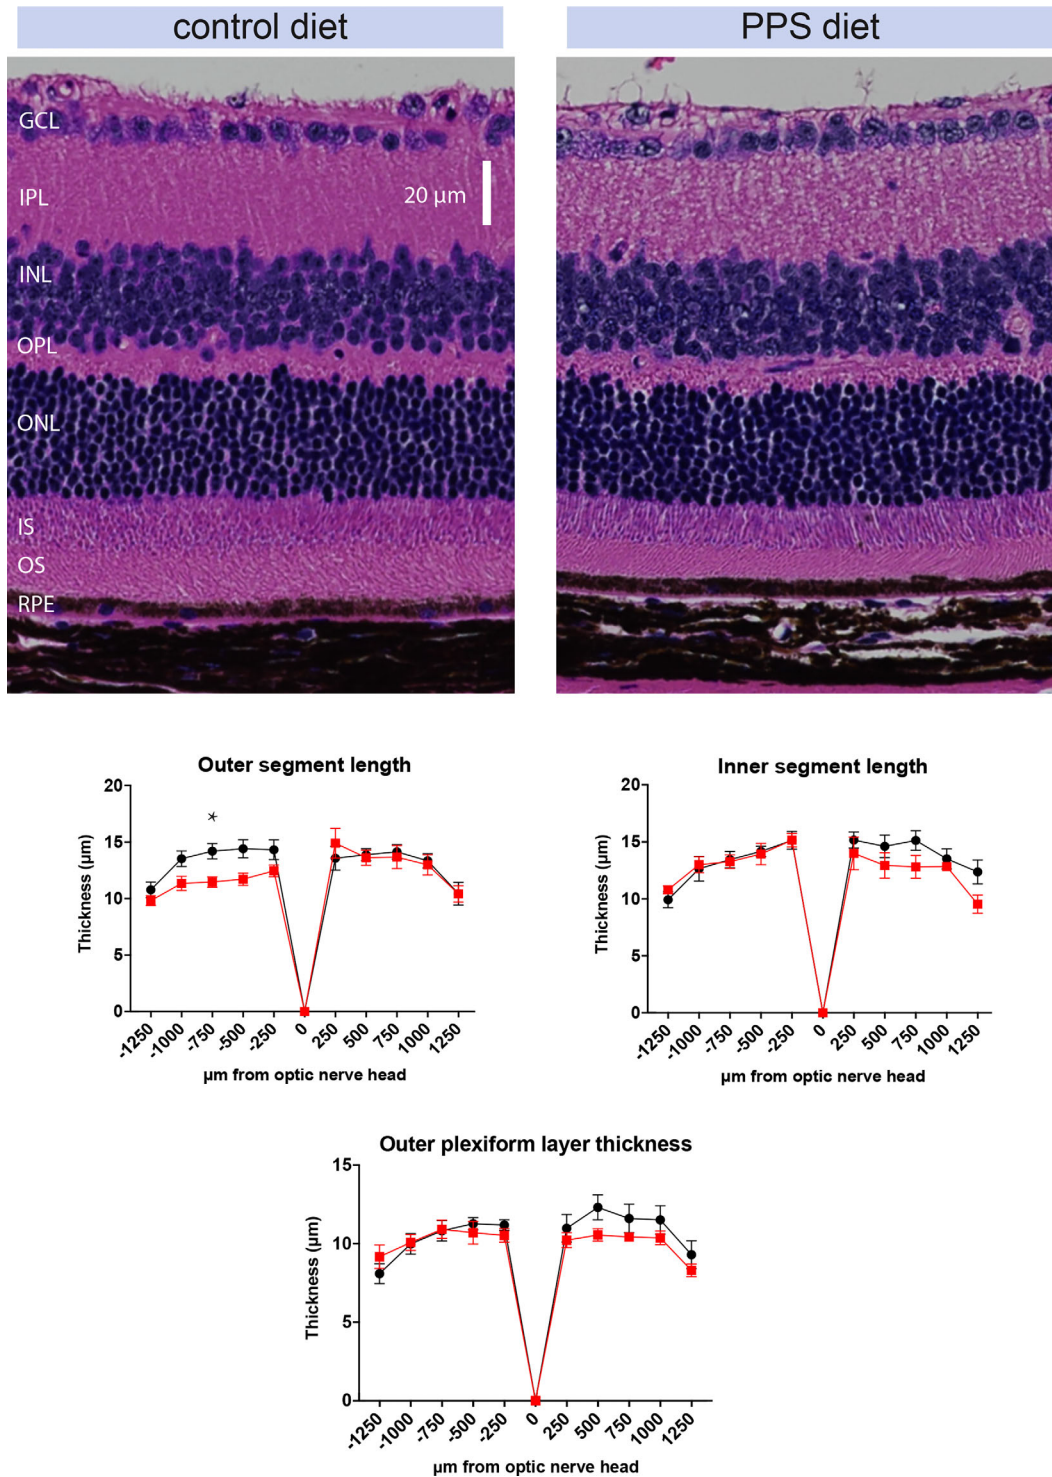 control diet
PPS diet
GCL
IPL
20 µm
INL
OPL
ONL
IS
OS
RPE
Outer segment length
20
15
10
5
0
Thickness (µm)
*
-1250
-1000
-750
-500
-250
0
250
500
750
1000
1250
µm from optic nerve head
Inner segment length
20
15
10
5
0
Thickness (µm)
-1250
-1000
-750
-500
-250
0
250
500
750
1000
1250
µm from optic nerve head
Outer plexiform layer thickness
15
10
5
0
Thickness (µm)
-1250
-1000
-750
-500
-250
0
250
500
750
1000
1250
µm from optic nerve head